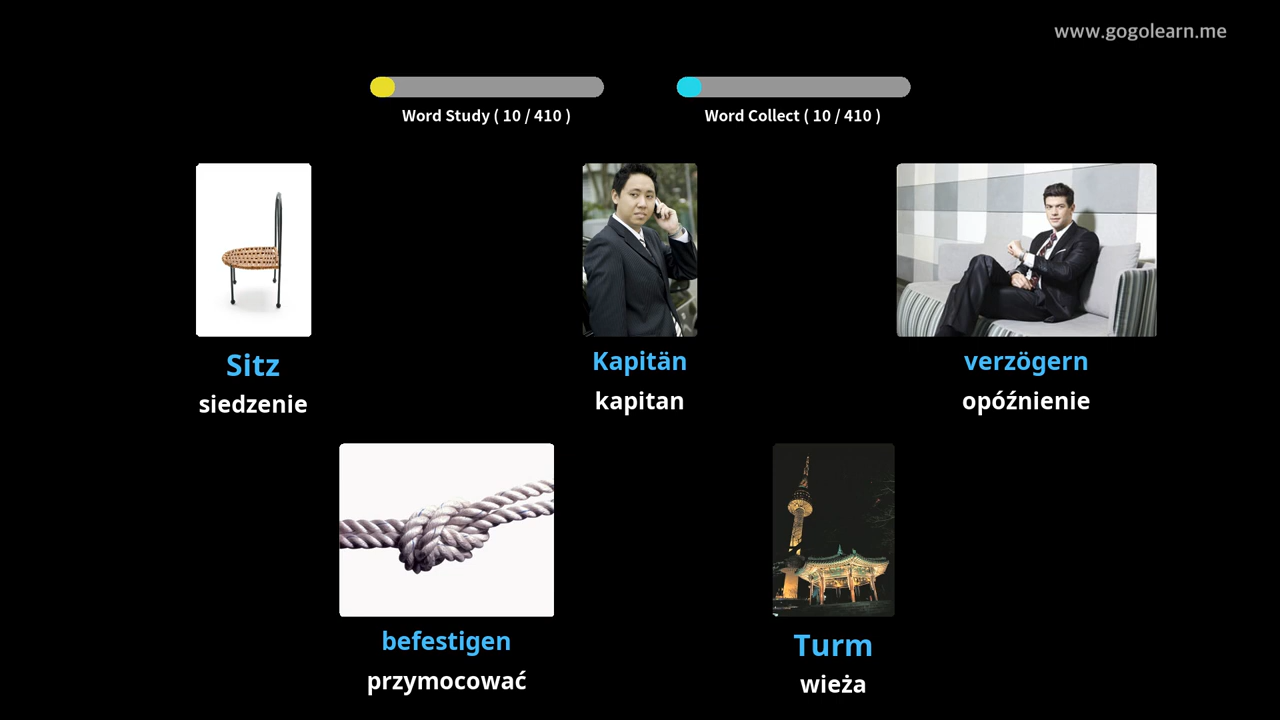 www.gogolearn.me
Word Study ( 10 / 410 )
Word Collect ( 10 / 410 )
Sitz
siedzenie
Kapitän
kapitan
verzögern
opóźnienie
befestigen
przymocować
Turm
wieża